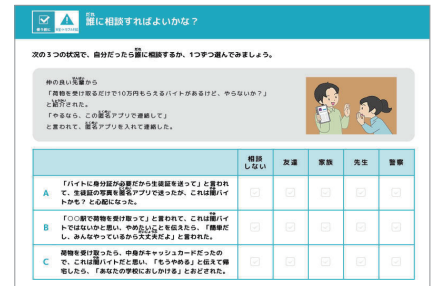 誰に相談すればよいかな？
次の３つの状況で、自分だったら誰に相談するか、1つずつ選んでみましょう。
仲の良い先輩から
「荷物を受け取るだけで10万円もらえるバイトがあるけど、やらないか？」
と紹介された。
「やるなら、この匿名アプリで連絡して」
と言われて、匿名アプリを入れて連絡した。
相談しない 友達 家族 先生 警察
A 「バイトに身分証が必要だから生徒証を送って」と言われ
て、生徒証の写真を匿名アプリで送ったが、これは闇バイ
トかも？ と心配になった。
B 「○○駅で荷物を受け取って」と言われて、これは闇バイ
トではないかと思い、やめたいことを伝えたら、「簡単だ
し、みんなやっているから大丈夫だよ」と言われた。
C 荷物を受け取ったら、中身がキャッシュカードだったの
で、これは闇バイトだと思い、「もうやめる」と伝えて帰
宅したら、「あなたの学校におしかける」とおどされた。